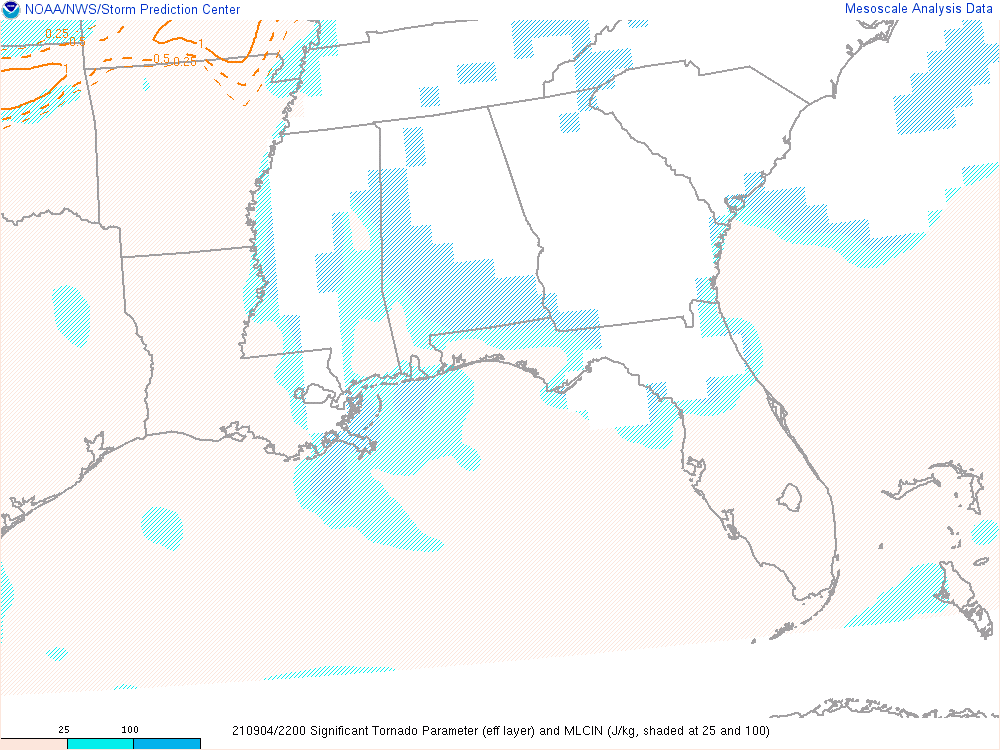 NOAA/NWS/Storm Prediction Center
Mesoscale Analysis Data
0.25
0.5
1
0.5
0.25
25
100
210904/2200 Significant Tornado Parameter (eff layer) and MLCIN (J/kg, shaded at 25 and 100)